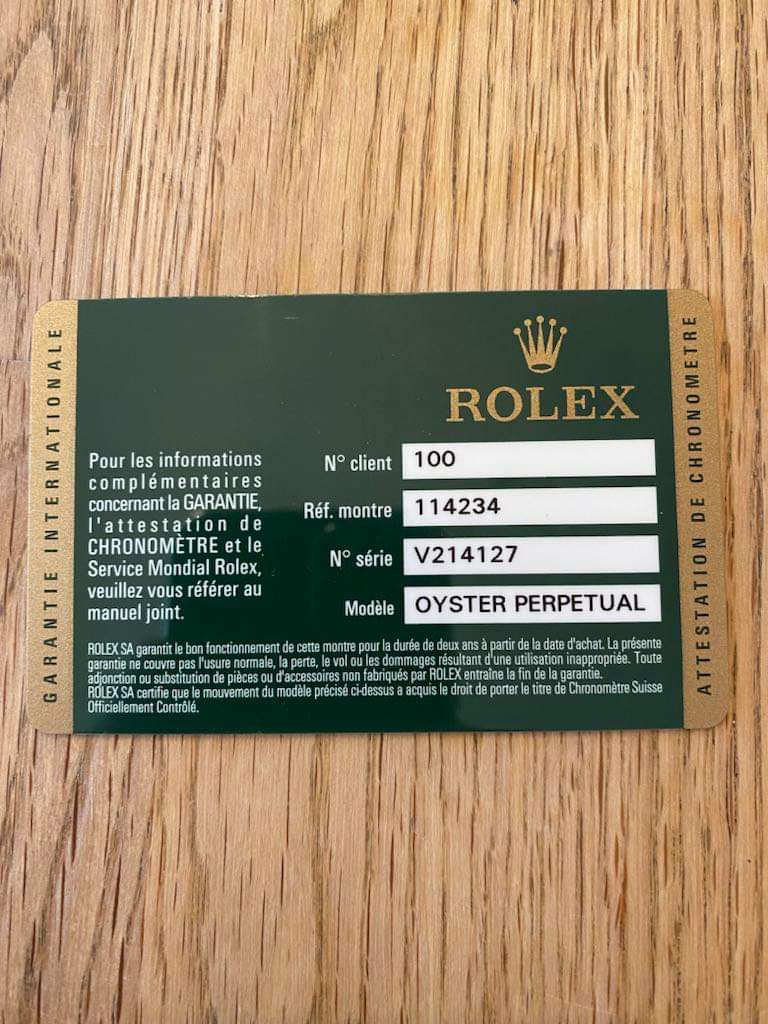 GARANTIE INTERNATIONALE
ROLEX
Pour les informations
complémentaires
concernant la GARANTIE,
l'attestation de
CHRONOMÈTRE et le
Service Mondial Rolex,
veuillez vous référer au
manuel joint.
N° client 100
Réf. montre 114234
N° série V214127
Modèle OYSTER PERPETUAL
ROLEX SA garantit le bon fonctionnement de cette montre pour la durée de deux ans à partir de la date d'achat. La présente
garantie ne couvre pas l'usure normale, la perte, le vol ou les dommages résultant d'une utilisation inappropriée. Toute
adjonction ou substitution de pièces ou d'accessoires non fabriqués par ROLEX entraîne la fin de la garantie.
ROLEX SA certifie que le mouvement du modèle précisé ci-dessus a acquis le droit de porter le titre de Chronomètre Suisse
Officiellement Contrôlé.
ATTESTATION DE CHRONOMETRE